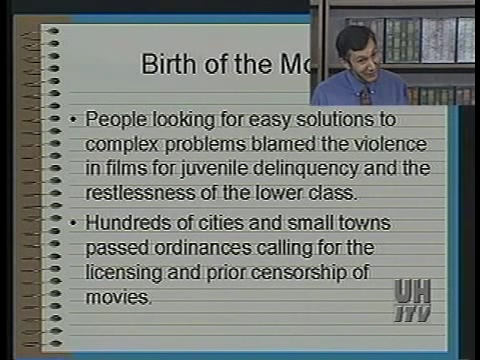 Birth of the Mo
• People looking for easy solutions to
complex problems blamed the violence
in films for juvenile delinquency and the
restlessness of the lower class.
• Hundreds of cities and small towns
passed ordinances calling for the
licensing and prior censorship of
movies.
UH
ITV